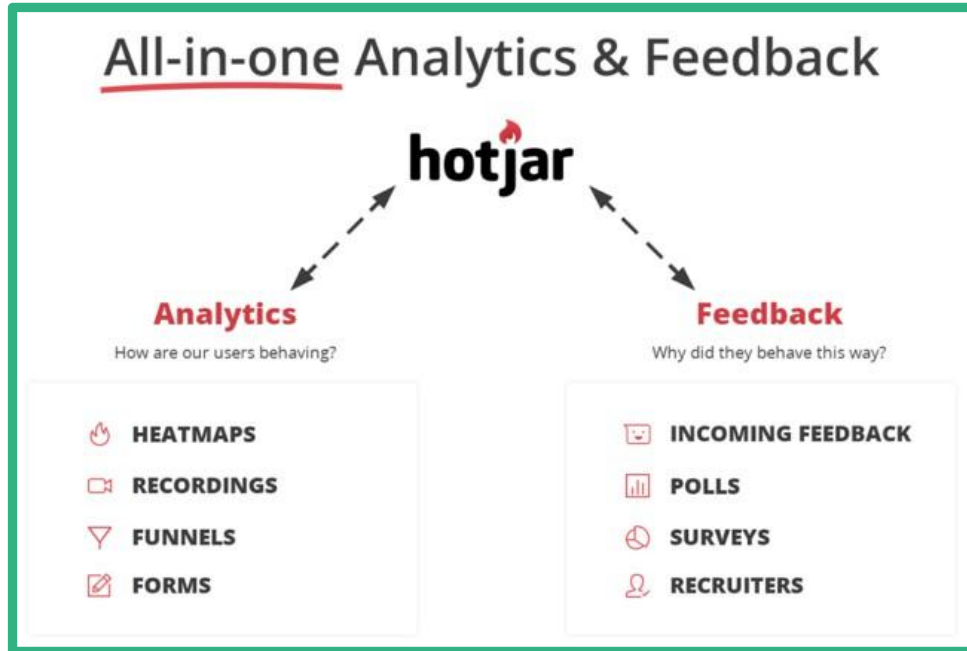 All-in-one Analytics & Feedback
hotjar
Analytics
How are our users behaving?
HEATMAPS
RECORDINGS
FUNNELS
FORMS
Feedback
Why did they behave this way?
INCOMING FEEDBACK
POLLS
SURVEYS
RECRUITERS